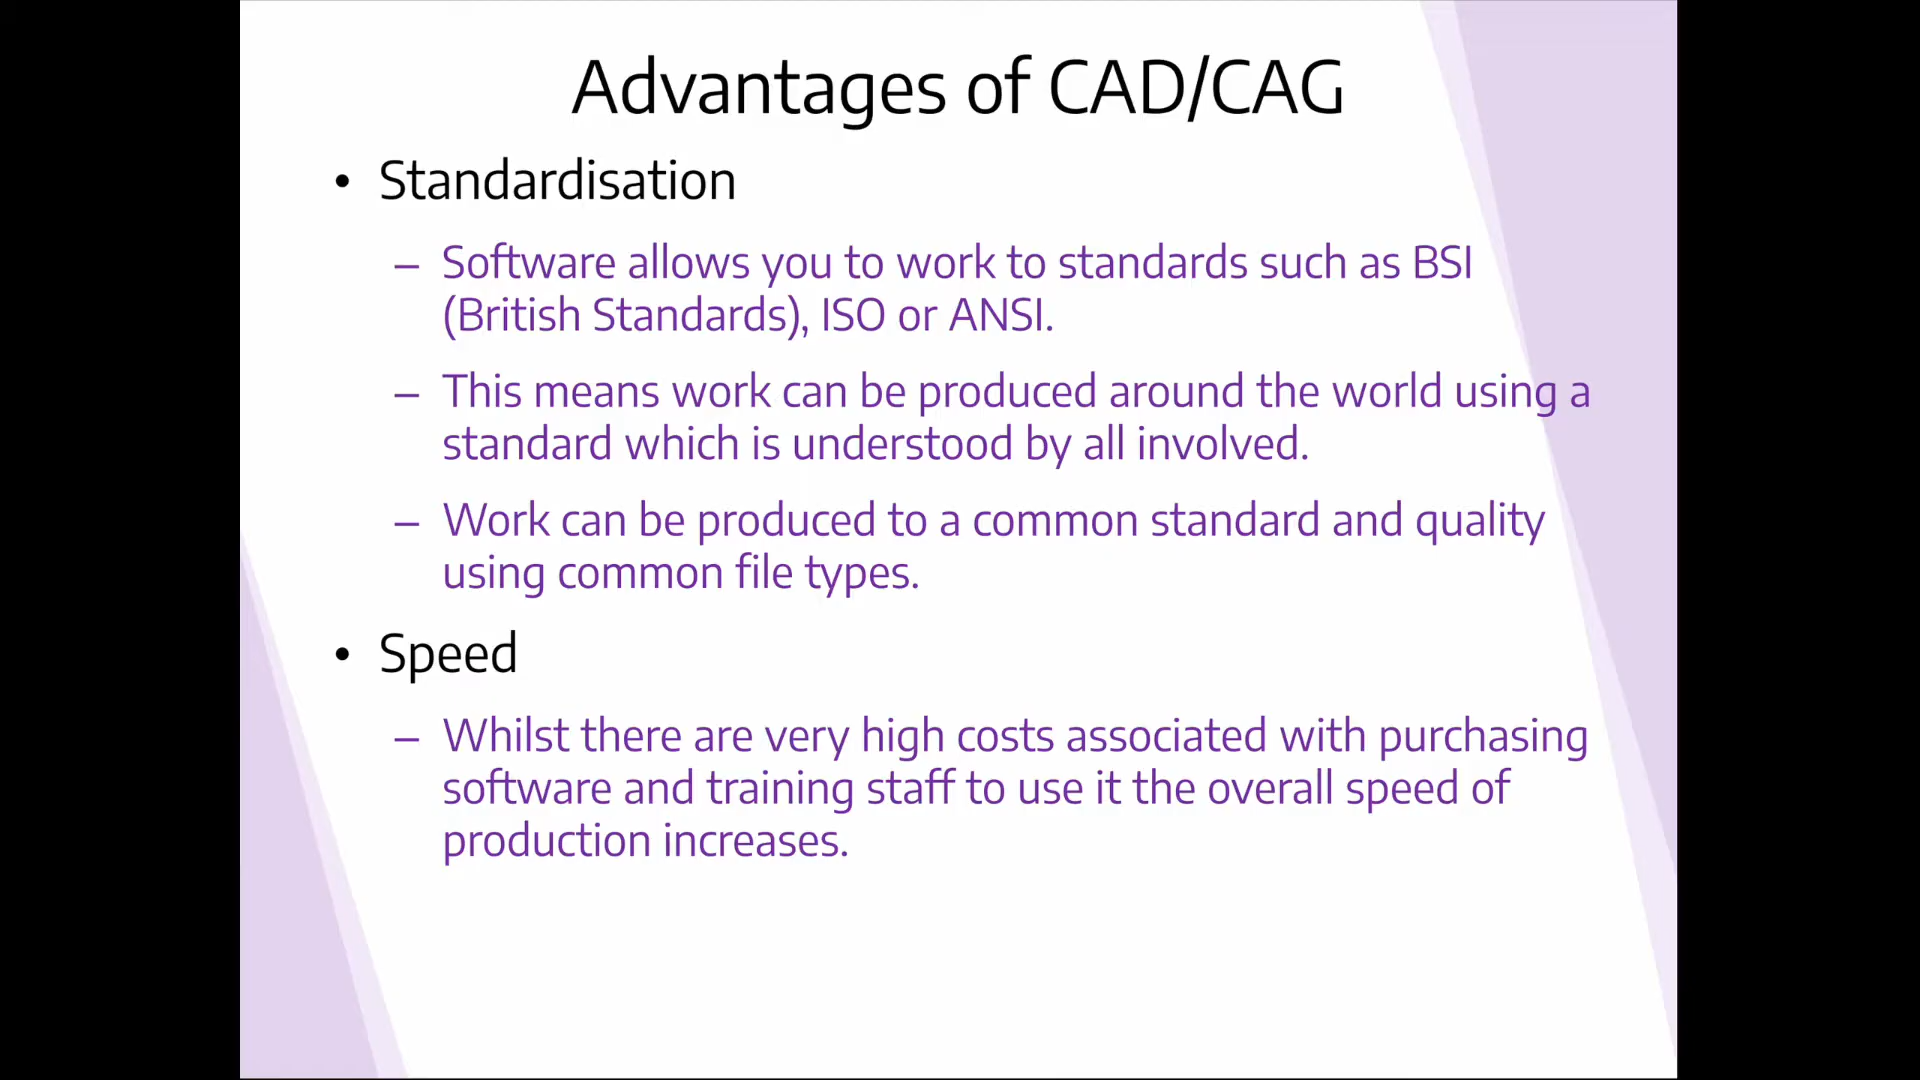 Advantages of CAD/CAG
• Standardisation
– Software allows you to work to standards such as BSI
(British Standards), ISO or ANSI.
– This means work can be produced around the world using a
standard which is understood by all involved.
– Work can be produced to a common standard and quality
using common file types.
• Speed
– Whilst there are very high costs associated with purchasing
software and training staff to use it the overall speed of
production increases.